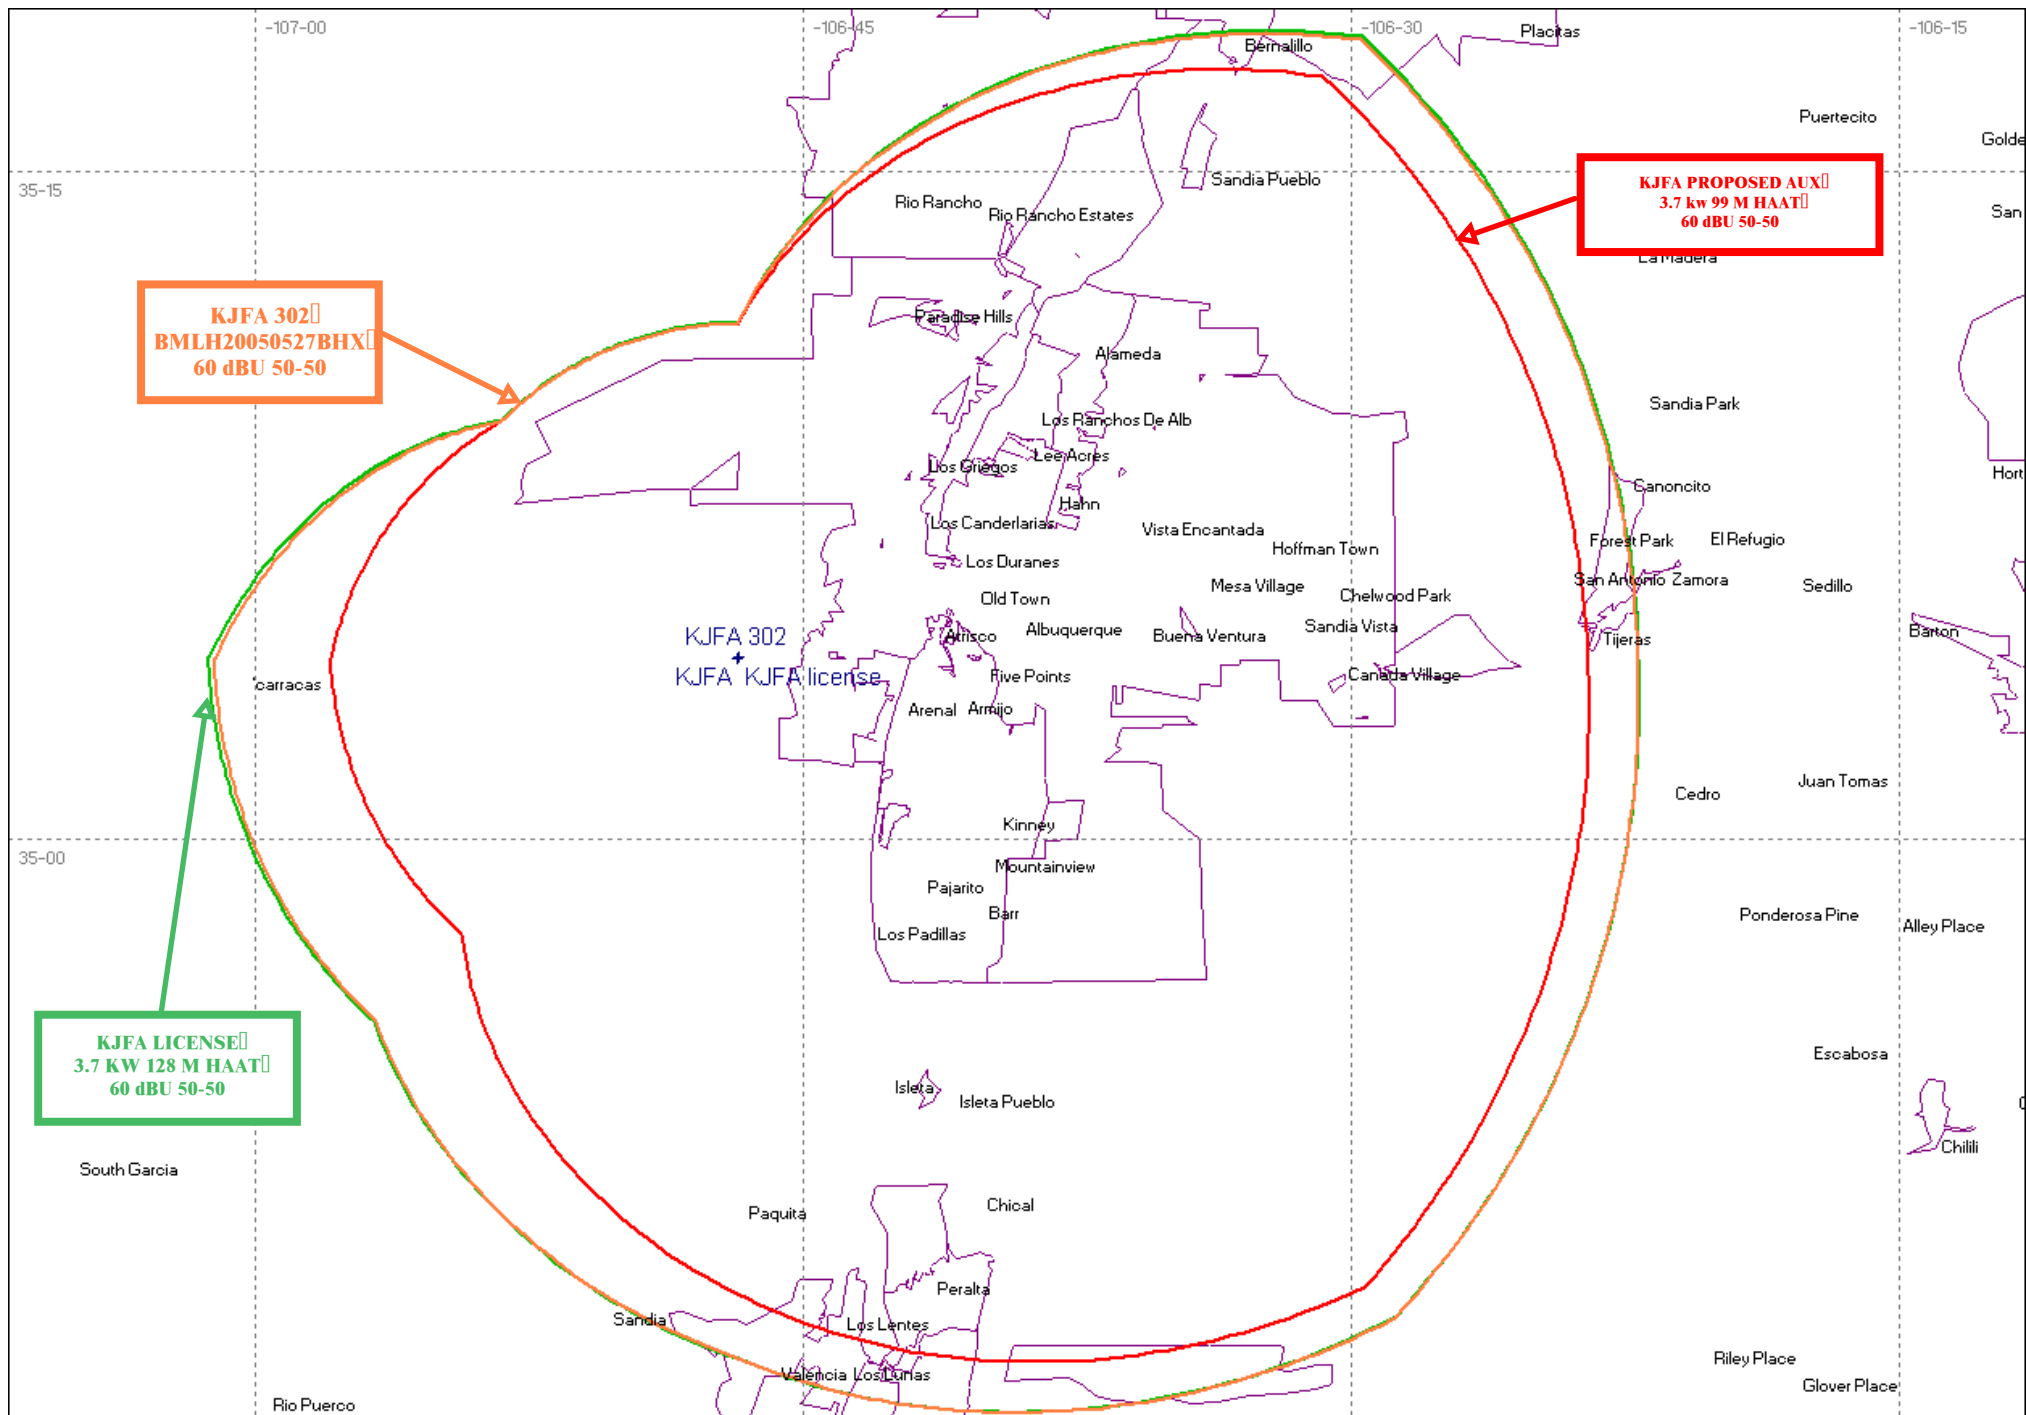 -107-00
-106-45
-106-30
-106-15
Placitas
Bernalillo
Puertecito
Golde
35-15
Sandia Pueblo
KJFA PROPOSED AUX
3.7 kw 99 M HAAT
60 dBU 50-50
Rio Rancho
Rio Rancho Estates
San
La Madera
KJFA 302
BMLH20050527BHX
60 dBU 50-50
Paradise Hills
Alameda
Sandia Park
Los Ranchos De Alb
Lee Acres
Los Griegos
Hort
Canoncito
Hahn
Los Canderlarias
Vista Encantada
Hoffman Town
Forest Park
El Refugio
Los Duranes
San Antonio
Zamora
Mesa Village
Sedillo
Chelwood Park
Old Town
Sandia Vista
Albuquerque
Barton
KJFA 302
Atrisco
Buena Ventura
Tijeras
KJFA KJFA license
Five Points
Canada Village
carracas
Arenal
Armijo
Juan Tomas
Cedro
Kinney
35-00
Mountainview
Pajarito
Barr
Ponderosa Pine
Alley Place
Los Padillas
KJFA LICENSE
3.7 KW 128 M HAAT
60 dBU 50-50
Escabosa
Isleta
Isleta Pueblo
Chilili
South Garcia
Chical
Paquita
Peralta
Sandia
Los Lentes
Riley Place
Valencia
Los Lunas
Glover Place
Rio Puerco